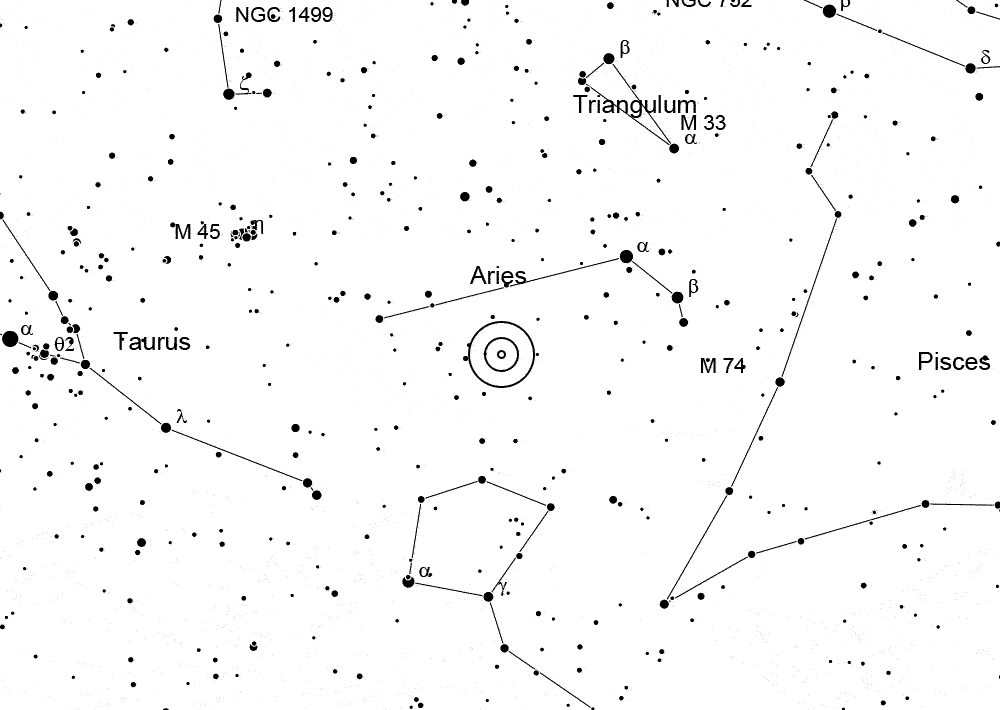 NGC 1499
NGC 752
β
δ
ζ
β
Triangulum
M 33
α
M 45
η
α
Aries
β
α
θ2
Taurus
M 74
Pisces
λ
α
γ